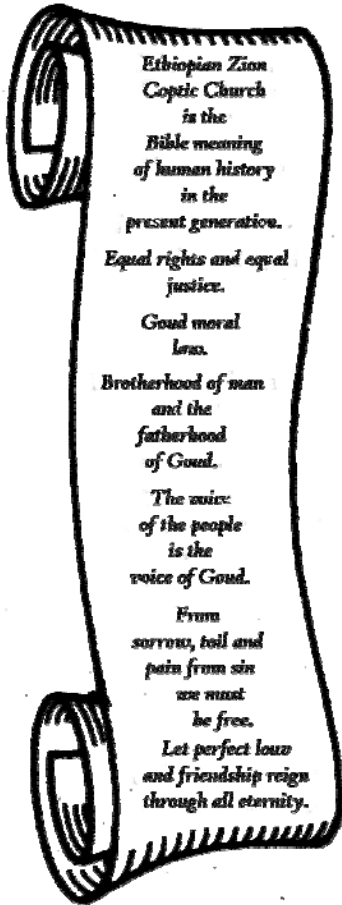 Ethiopian Zion
Coptic Church
is the
Bible meaning
of human history
in the
present generation.
Equal rights and equal
justice.
Goud moral
law.
Brotherhood of man
and the
fatherhood
of Goud.
The voice
of the people
is the
voice of Goud.
From
sorrow, toil and
pain from sin
we must
be free.
Let perfect louv
and friendship reign
through all eternity.